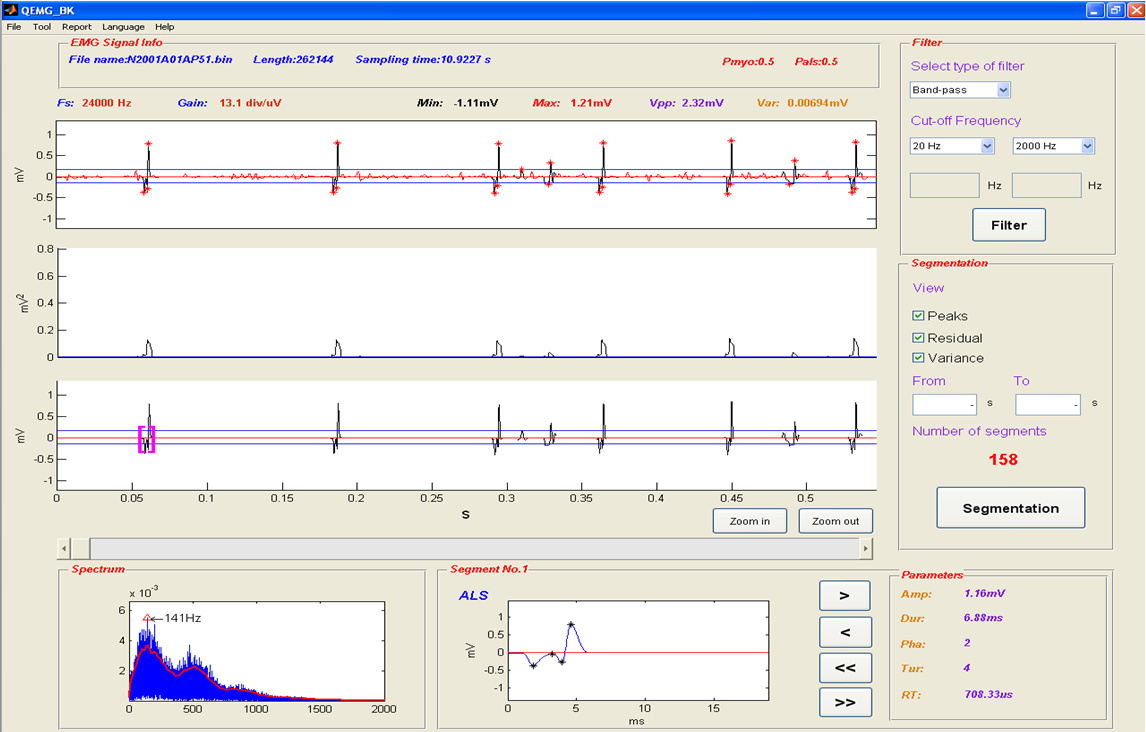 QEMG_BK
File Tool Report Language Help
EMG Signal Info
File name:N2001A01AP51.bin Length:262144 Sampling time:10.9227 s Pmyo:0.5 Pals:0.5
Fs: 24000 Hz Gain: 13.1 div/uV Min: -1.11mV Max: 1.21mV Vpp: 2.32mV Var: 0.00694mV
mV
1
0.5
0
-0.5
-1
mV2
0.8
0.6
0.4
0.2
0
mV
1
0.5
0
-0.5
-1
0 0.05 0.1 0.15 0.2 0.25 0.3 0.35 0.4 0.45 0.5
S
Zoom in Zoom out
Filter
Select type of filter
Band-pass
Cut-off Frequency
20 Hz 2000 Hz
Hz Hz
Filter
Segmentation
View
Peaks
Residual
Variance
From To
- s - s
Number of segments
158
Segmentation
Spectrum
x 10-3
6
4
2
141Hz
0 500 1000 1500 2000
Segment No.1
ALS
mV
1
0.5
0
-0.5
-1
0 5 10 15
ms
>
<
<<
>>
Parameters
Amp: 1.16mV
Dur: 6.88ms
Pha: 2
Tur: 4
RT: 708.33us